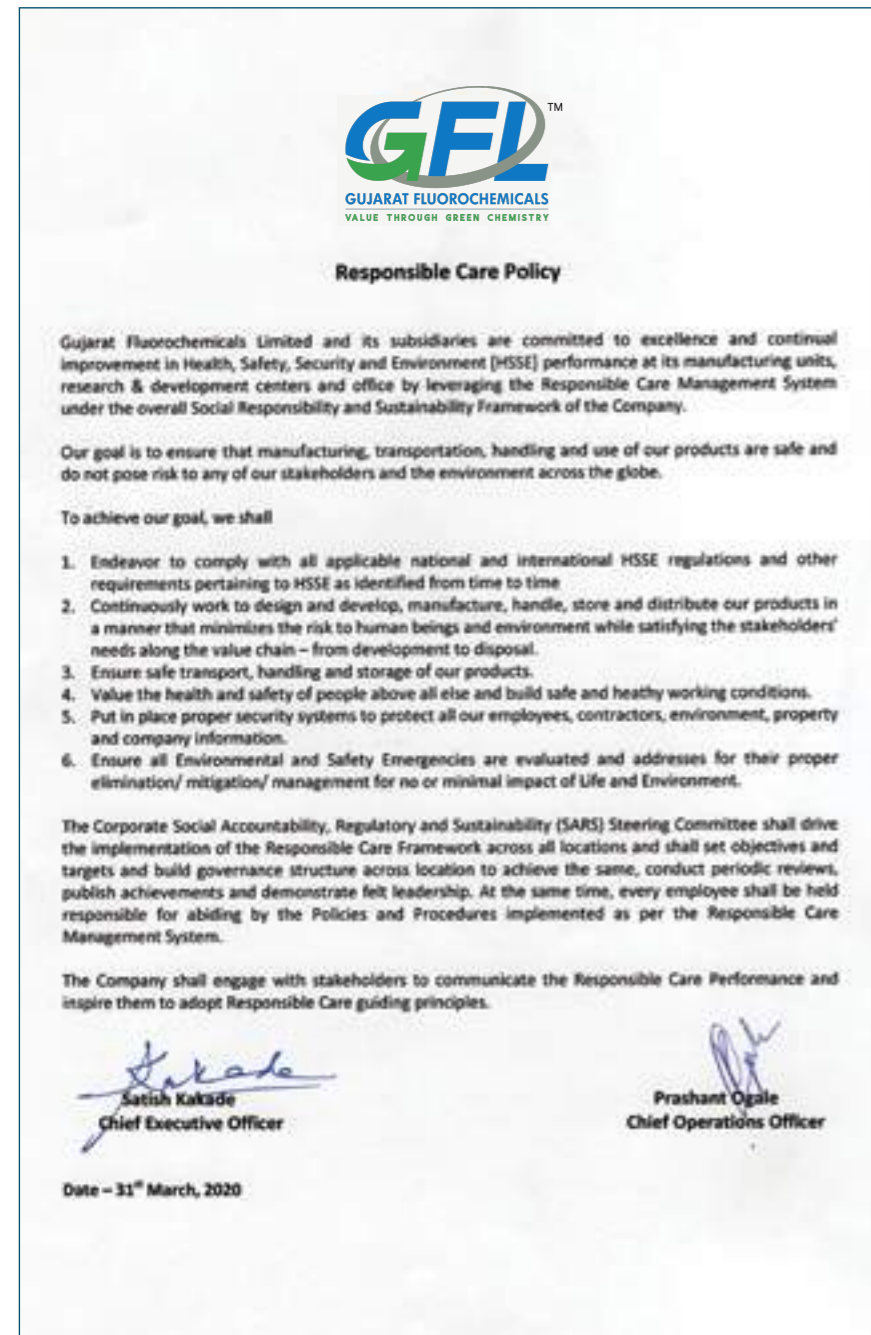 GFL TM
GUJARAT FLUOROCHEMICALS
VALUE THROUGH GREEN CHEMISTRY
Responsible Care Policy
Gujarat Fluorochemicals Limited and its subsidiaries are committed to excellence and continual
improvement in Health, Safety, Security and Environment [HSSE] performance at its manufacturing units,
research & development centers and office by leveraging the Responsible Care Management System
under the overall Social Responsibility and Sustainability Framework of the Company.
Our goal is to ensure that manufacturing, transportation, handling and use of our products are safe and
do not pose risk to any of our stakeholders and the environment across the globe.
To achieve our goal, we shall
1. Endeavor to comply with all applicable national and international HSSE regulations and other
requirements pertaining to HSSE as identified from time to time
2. Continuously work to design and develop, manufacture, handle, store and distribute our products in
a manner that minimizes the risk to human beings and environment while satisfying the stakeholders'
needs along the value chain – from development to disposal.
3. Ensure safe transport, handling and storage of our products.
4. Value the health and safety of people above all else and build safe and heathy working conditions.
5. Put in place proper security systems to protect all our employees, contractors, environment, property
and company information.
6. Ensure all Environmental and Safety Emergencies are evaluated and addresses for their proper
elimination/ mitigation/ management for no or minimal impact of Life and Environment.
The Corporate Social Accountability, Regulatory and Sustainability (SARS) Steering Committee shall drive
the implementation of the Responsible Care Framework across all locations and shall set objectives and
targets and build governance structure across location to achieve the same, conduct periodic reviews,
publish achievements and demonstrate felt leadership. At the same time, every employee shall be held
responsible for abiding by the Policies and Procedures implemented as per the Responsible Care
Management System.
The Company shall engage with stakeholders to communicate the Responsible Care Performance and
inspire them to adopt Responsible Care guiding principles.
Kakade
Satish Kakade Prashant Ogale
Chief Executive Officer Chief Operations Officer
Date – 31st March, 2020